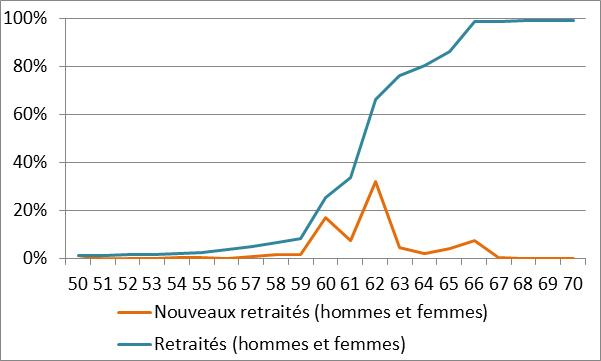 100%
80%
60%
40%
20%
0%
50 51 52 53 54 55 56 57 58 59 60 61 62 63 64 65 66 67 68 69 70
Nouveaux retraités (hommes et femmes)
Retraités (hommes et femmes)